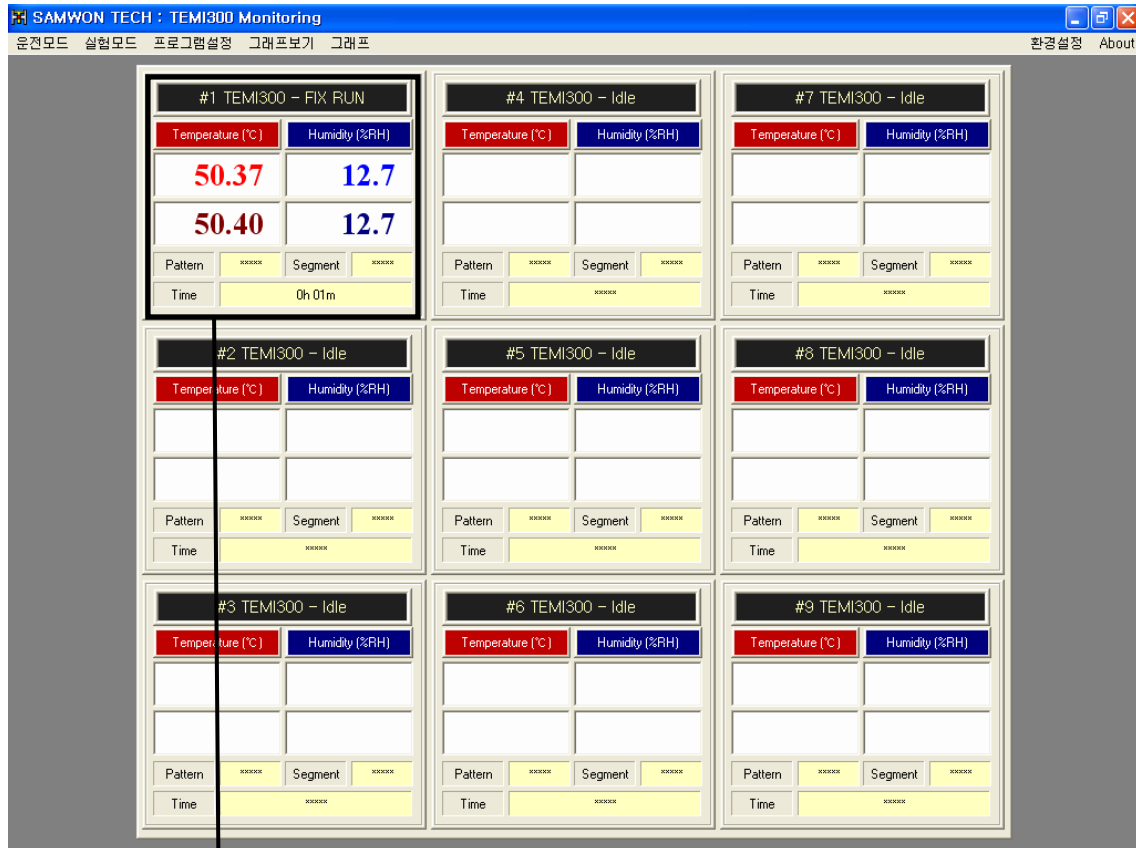 SAMWON TECH : TEMI300 Monitoring
운전모드 실험모드 프로그램설정 그래프보기 그래프 환경설정 About
#1 TEMI300 - FIX RUN
Temperature (℃) Humidity (%RH)
50.37 12.7
50.40 12.7
Pattern ***** Segment *****
Time 0h 01m
#4 TEMI300 - Idle
Temperature (℃) Humidity (%RH)
Pattern ***** Segment *****
Time *****
#7 TEMI300 - Idle
Temperature (℃) Humidity (%RH)
Pattern ***** Segment *****
Time *****
#2 TEMI300 - Idle
Temperature (℃) Humidity (%RH)
Pattern ***** Segment *****
Time *****
#5 TEMI300 - Idle
Temperature (℃) Humidity (%RH)
Pattern ***** Segment *****
Time *****
#8 TEMI300 - Idle
Temperature (℃) Humidity (%RH)
Pattern ***** Segment *****
Time *****
#3 TEMI300 - Idle
Temperature (℃) Humidity (%RH)
Pattern ***** Segment *****
Time *****
#6 TEMI300 - Idle
Temperature (℃) Humidity (%RH)
Pattern ***** Segment *****
Time *****
#9 TEMI300 - Idle
Temperature (℃) Humidity (%RH)
Pattern ***** Segment *****
Time *****